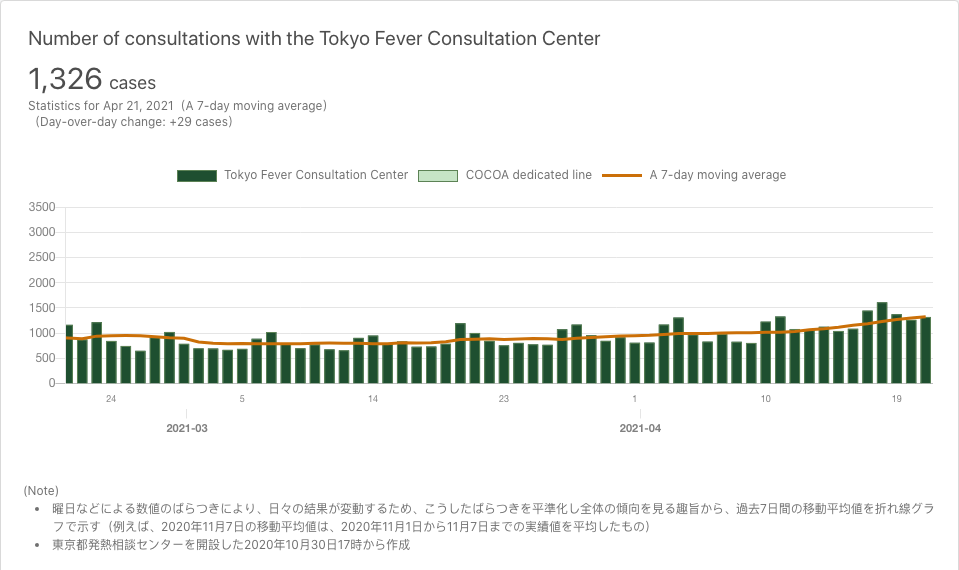 Number of consultations with the Tokyo Fever Consultation Center
1,326 cases
Statistics for Apr 21, 2021（A 7-day moving average）
（Day-over-day change: +29 cases）
Tokyo Fever Consultation Center COCOA dedicated line A 7-day moving average
3500
3000
2500
2000
1500
1000
500
0
24 5 14 23 1 10 19
2021-03 2021-04
(Note)
• 曜日などによる数値のばらつきにより、日々の結果が変動するため、こうしたばらつきを平準化し全体の傾向を見る趣旨から、過去7日間の移動平均値を折れ線グラ
フで示す（例えば、2020年11月7日の移動平均値は、2020年11月1日から11月7日までの実績値を平均したもの）
• 東京都発熱相談センターを開設した2020年10月30日17時から作成